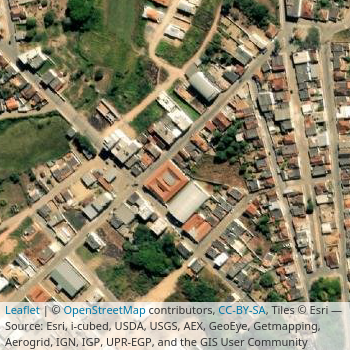 Leaflet | © OpenStreetMap contributors, CC-BY-SA, Tiles © Esri —
Source: Esri, i-cubed, USDA, USGS, AEX, GeoEye, Getmapping,
Aerogrid, IGN, IGP, UPR-EGP, and the GIS User Community